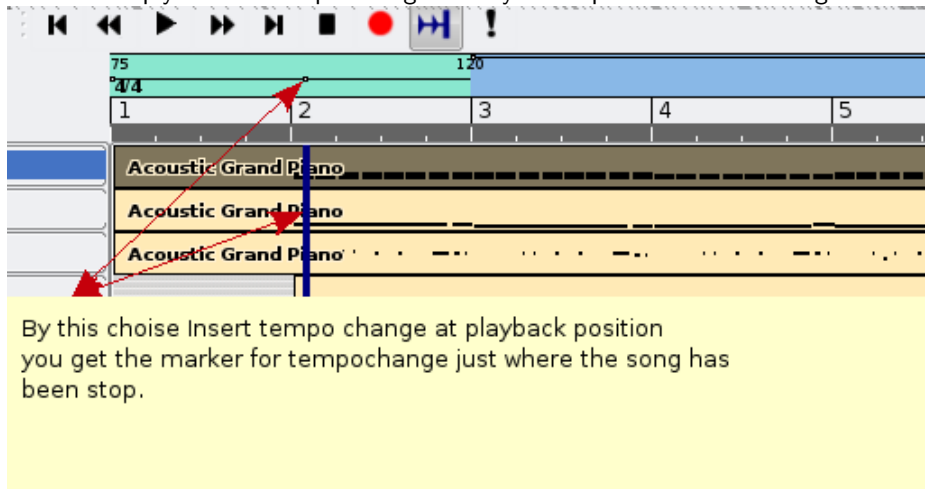 75 120
4/4
1 2 3 4 5
Acoustic Grand Piano
Acoustic Grand Piano
Acoustic Grand Piano
By this choise Insert tempo change at playback position
you get the marker for tempochange just where the song has
been stop.